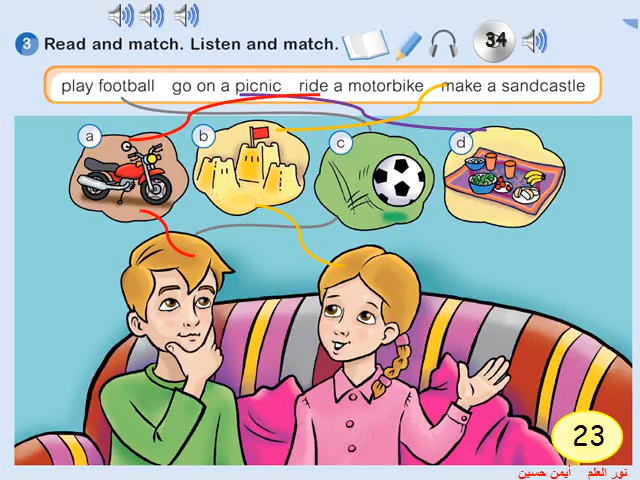 3 Read and match. Listen and match.
34
play football go on a picnic ride a motorbike make a sandcastle
a
b
c
d
23
نور العلم أيمن حسين